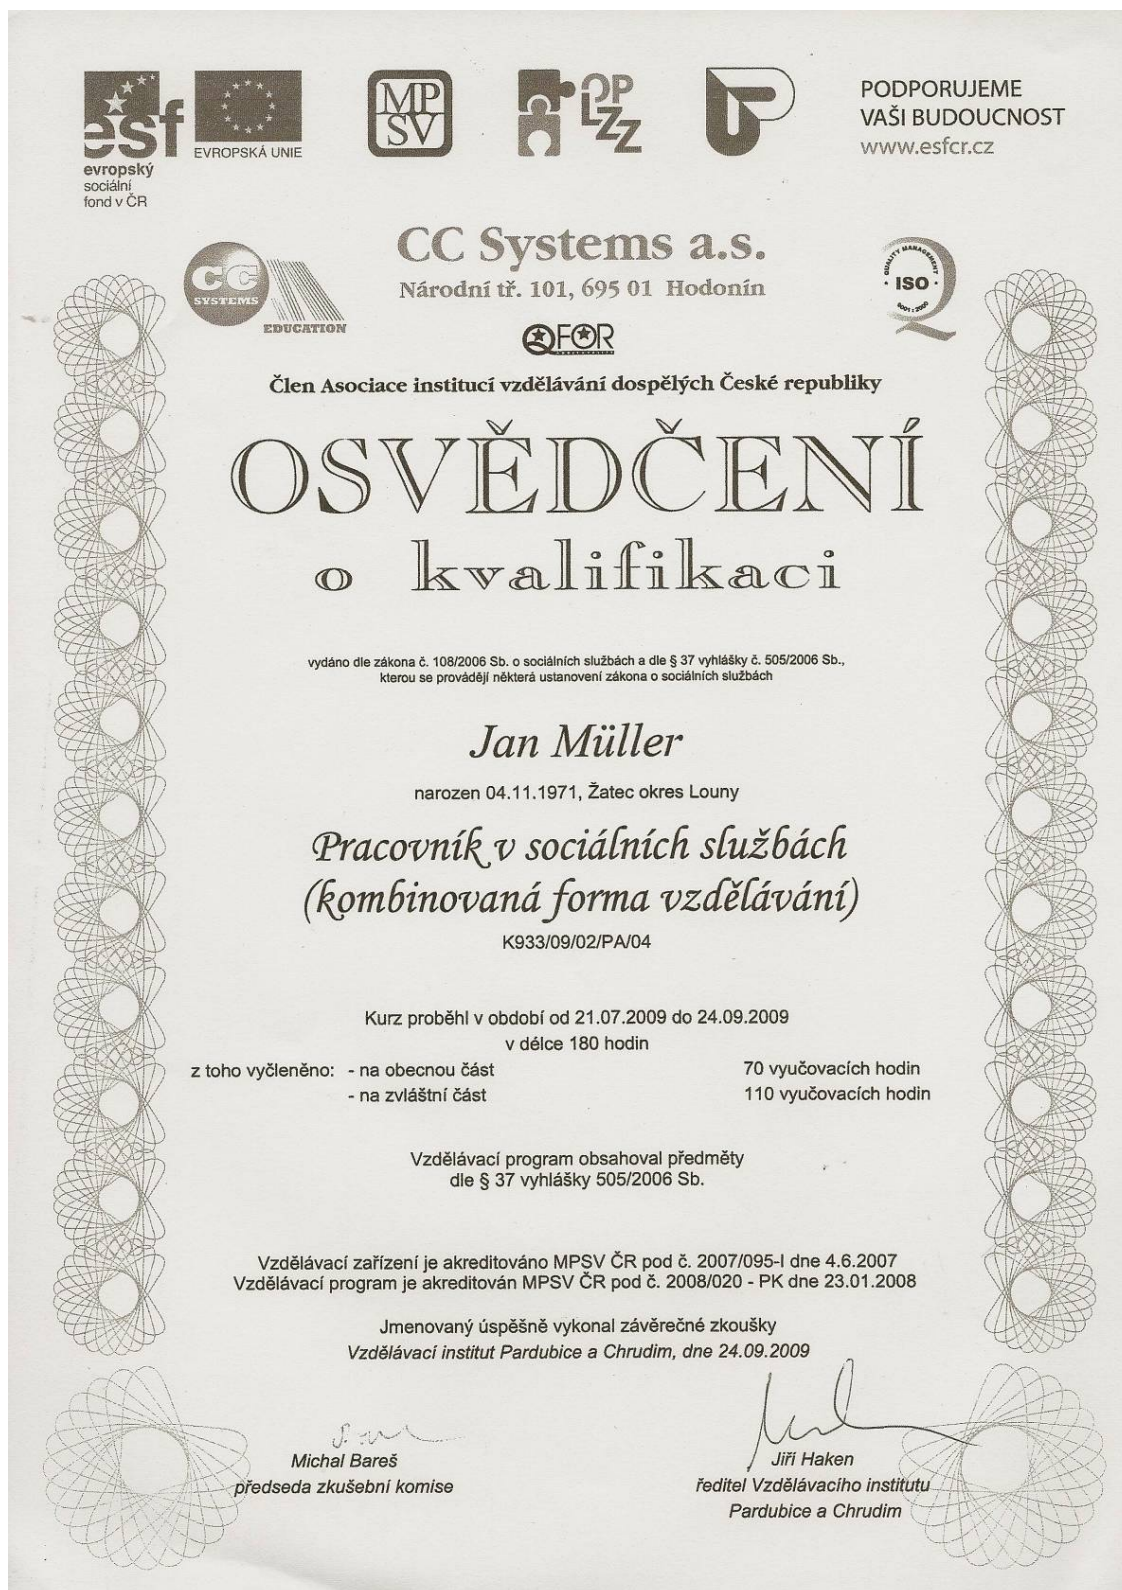 esf
evropský
sociální
fond v ČR
EVROPSKÁ UNIE
MP
SV
OP
LZZ
PODPORUJEME
VAŠI BUDOUCNOST
www.esfcr.cz
CC
SYSTEMS
EDUCATION
CC Systems a.s.
Národní tř. 101, 695 01 Hodonín
QUALITY MANAGEMENT
ISO
9001:2000
QFOR
Člen Asociace institucí vzdělávání dospělých České republiky
OSVĚDČENÍ
o kvalifikaci
vydáno dle zákona č. 108/2006 Sb. o sociálních službách a dle § 37 vyhlášky č. 505/2006 Sb.,
kterou se provádějí některá ustanovení zákona o sociálních službách
Jan Müller
narozen 04.11.1971, Žatec okres Louny
Pracovník v sociálních službách
(kombinovaná forma vzdělávání)
K933/09/02/PA/04
Kurz proběhl v období od 21.07.2009 do 24.09.2009
v délce 180 hodin
z toho vyčleněno: - na obecnou část 70 vyučovacích hodin
- na zvláštní část 110 vyučovacích hodin
Vzdělávací program obsahoval předměty
dle § 37 vyhlášky 505/2006 Sb.
Vzdělávací zařízení je akreditováno MPSV ČR pod č. 2007/095-I dne 4.6.2007
Vzdělávací program je akreditován MPSV ČR pod č. 2008/020 - PK dne 23.01.2008
Jmenovaný úspěšně vykonal závěrečné zkoušky
Vzdělávací institut Pardubice a Chrudim, dne 24.09.2009
Michal Bareš
předseda zkušební komise
Jiří Haken
ředitel Vzdělávacího institutu
Pardubice a Chrudim